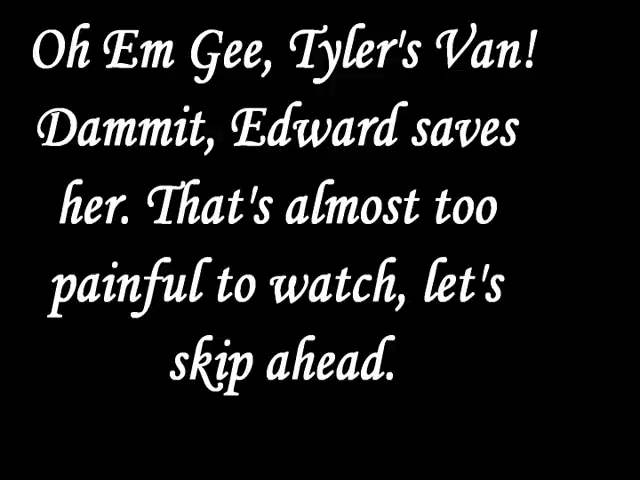 Oh Em Gee, Tyler's Van!
Dammit, Edward saves
her. That's almost too
painful to watch, let's
skip ahead.